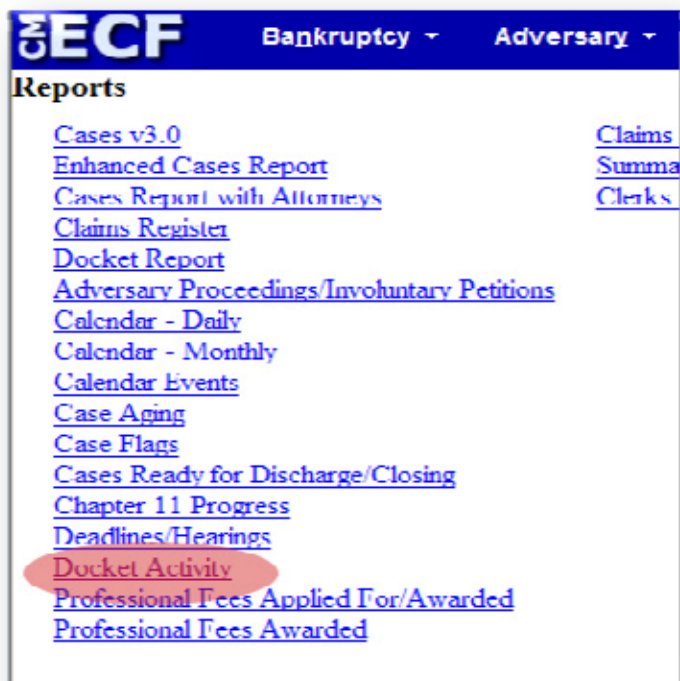 CM ECF Bankruptcy Adversary
Reports
Cases v3.0
Enhanced Cases Report
Cases Report with Attorneys
Claims Register
Docket Report
Adversary Proceedings/Involuntary Petitions
Calendar - Daily
Calendar - Monthly
Calendar Events
Case Aging
Case Flags
Cases Ready for Discharge/Closing
Chapter 11 Progress
Deadlines/Hearings
Docket Activity
Professional Fees Applied For/Awarded
Professional Fees Awarded
Claims
Summa
Clerks